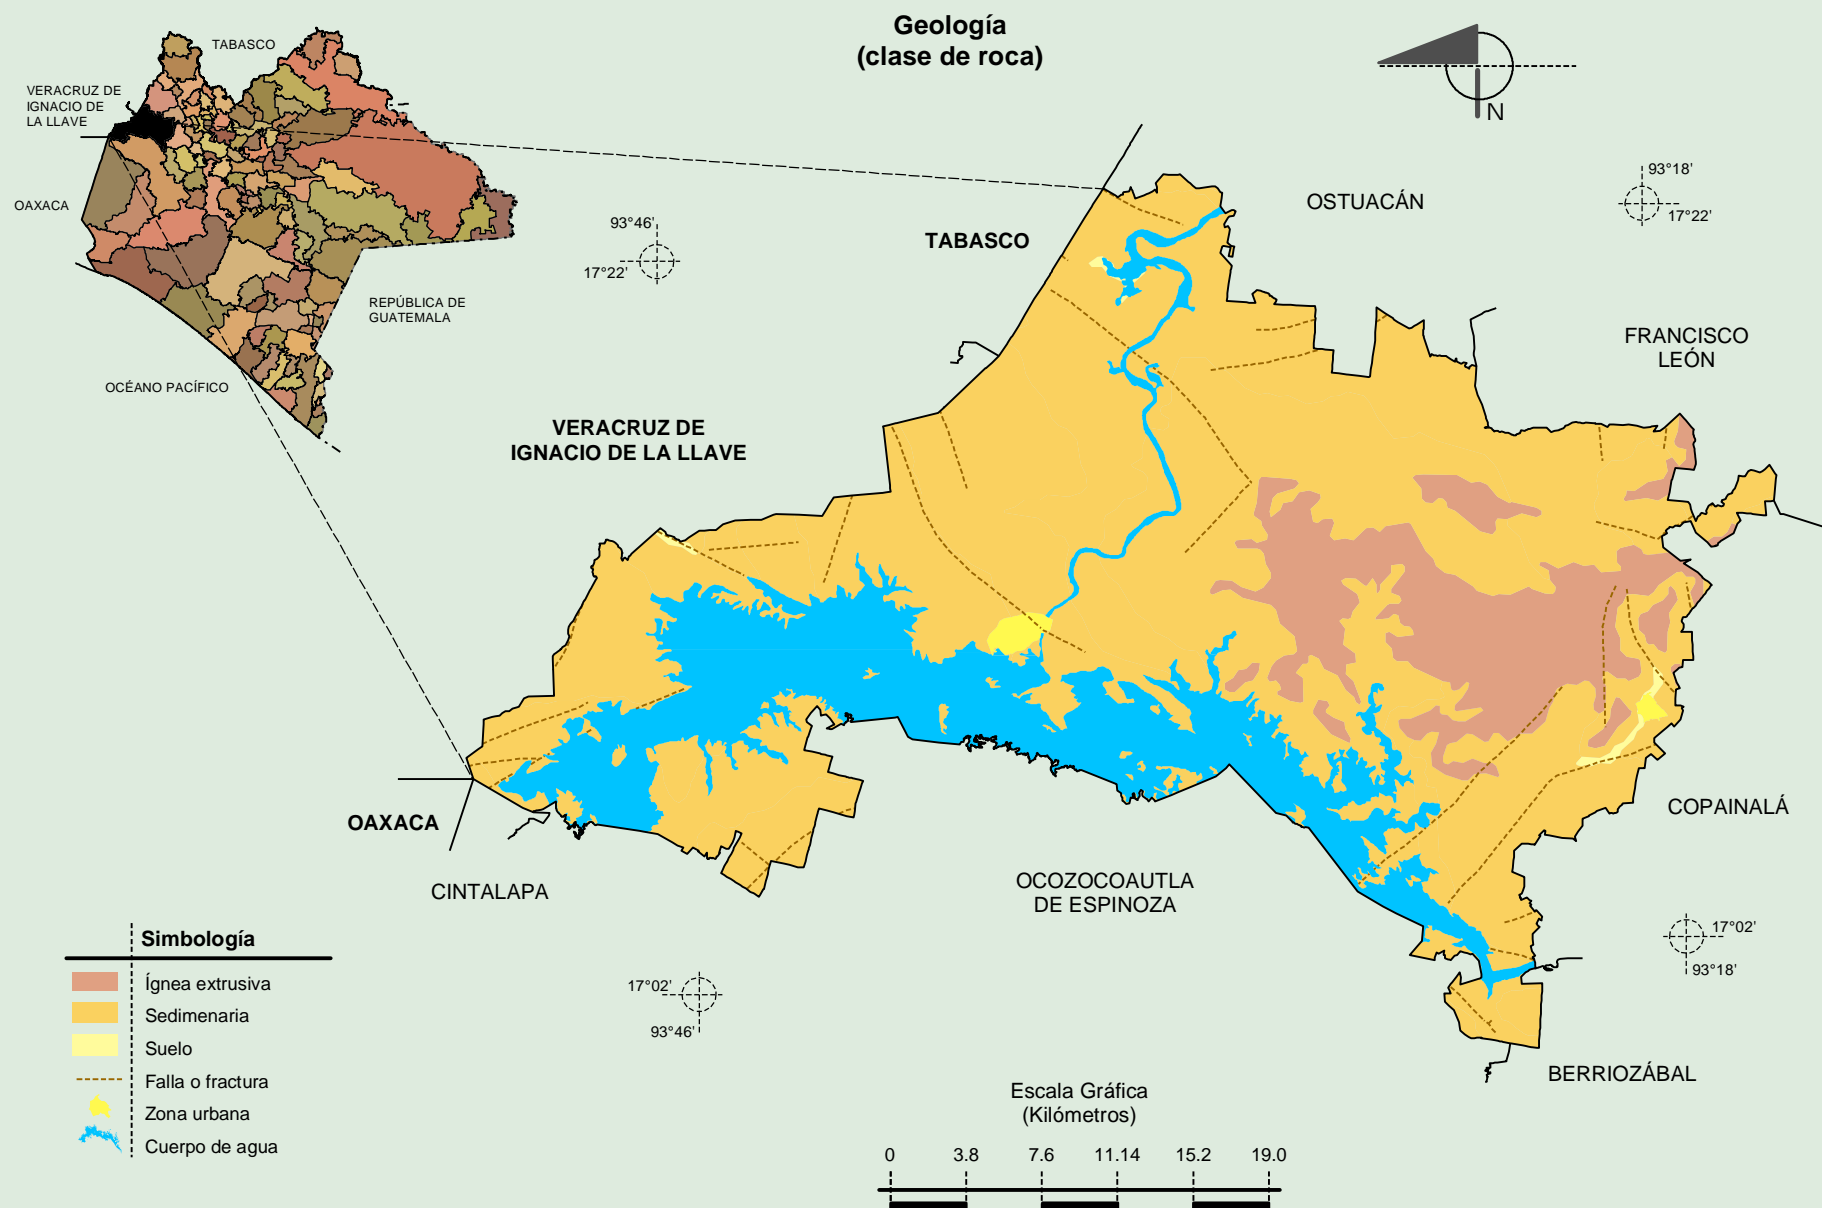 Geología
(clase de roca)
TABASCO
VERACRUZ DE
IGNACIO DE
LA LLAVE
OAXACA
REPÚBLICA DE
GUATEMALA
OCÉANO PACÍFICO
N
93°46'
17°22'
93°18'
17°22'
TABASCO
OSTUACÁN
FRANCISCO
LEÓN
VERACRUZ DE
IGNACIO DE LA LLAVE
OAXACA
CINTALAPA
OCOZOCOAUTLA
DE ESPINOZA
COPAINALÁ
BERRIOZÁBAL
17°02'
93°46'
17°02'
93°18'
Simbología
Ígnea extrusiva
Sedimenaria
Suelo
Falla o fractura
Zona urbana
Cuerpo de agua
Escala Gráfica
(Kilómetros)
0 3.8 7.6 11.14 15.2 19.0